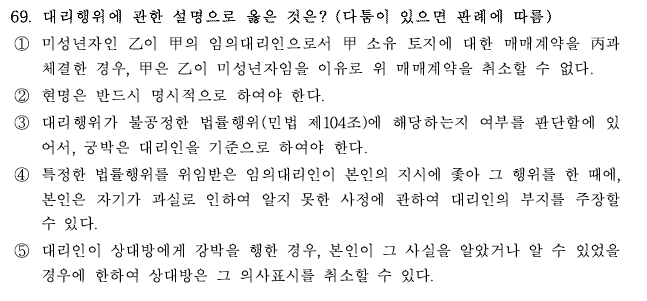 69. 대리행위에 관한 설명으로 옳은 것은? (다툼이 있으면 판례에 따름)
① 미성년자인 乙이 甲의 임의대리인으로서 甲 소유 토지에 대한 매매계약을 丙과
체결한 경우, 甲은 乙이 미성년자임을 이유로 위 매매계약을 취소할 수 없다.
② 현명은 반드시 명시적으로 하여야 한다.
③ 대리행위가 불공정한 법률행위(민법 제104조)에 해당하는지 여부를 판단함에 있
어서, 궁박은 대리인을 기준으로 하여야 한다.
④ 특정한 법률행위를 위임받은 임의대리인이 본인의 지시에 좇아 그 행위를 한 때에,
본인은 자기가 과실로 인하여 알지 못한 사정에 관하여 대리인의 부지를 주장할
수 있다.
⑤ 대리인이 상대방에게 강박을 행한 경우, 본인이 그 사실을 알았거나 알 수 있었을
경우에 한하여 상대방은 그 의사표시를 취소할 수 있다.